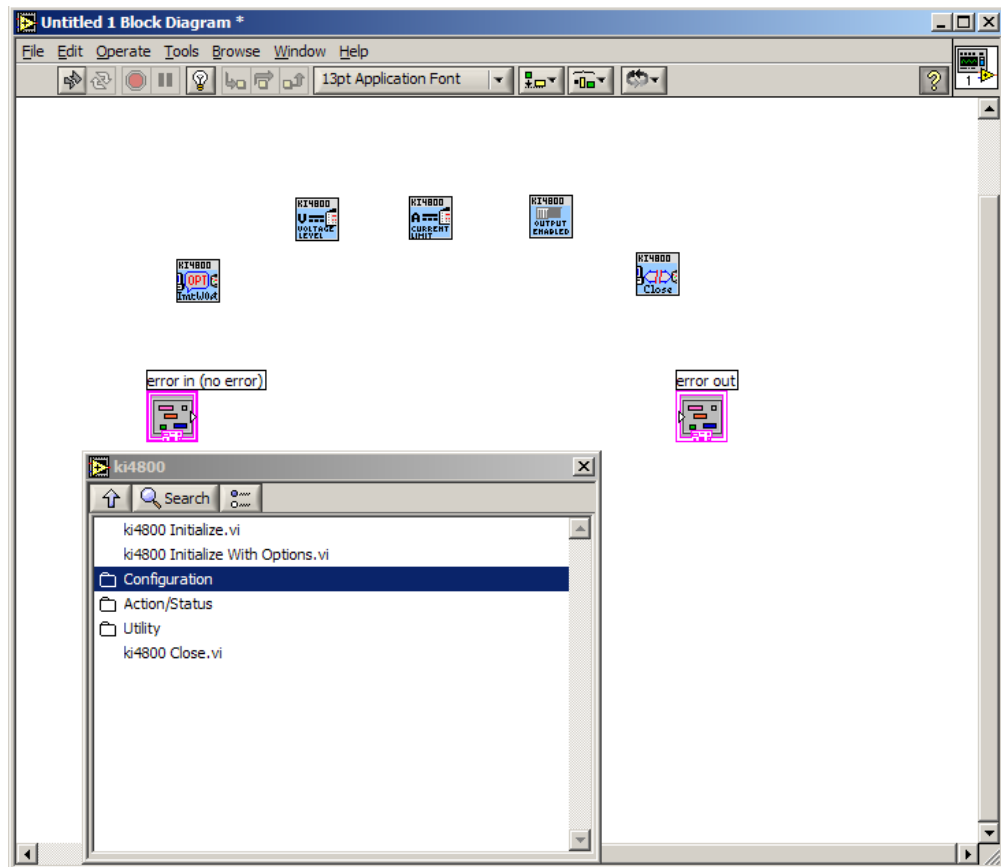 Untitled 1 Block Diagram *
File Edit Operate Tools Browse Window Help
13pt Application Font
?
1
KI4800
V
VOLTAGE
LEVEL
KI4800
A
CURRENT
LIMIT
KI4800
OUTPUT
ENABLED
KI4800
OPT
InitWOpt
KI4800
Close
error in (no error)
error out
ki4800
Search
ki4800 Initialize.vi
ki4800 Initialize With Options.vi
Configuration
Action/Status
Utility
ki4800 Close.vi